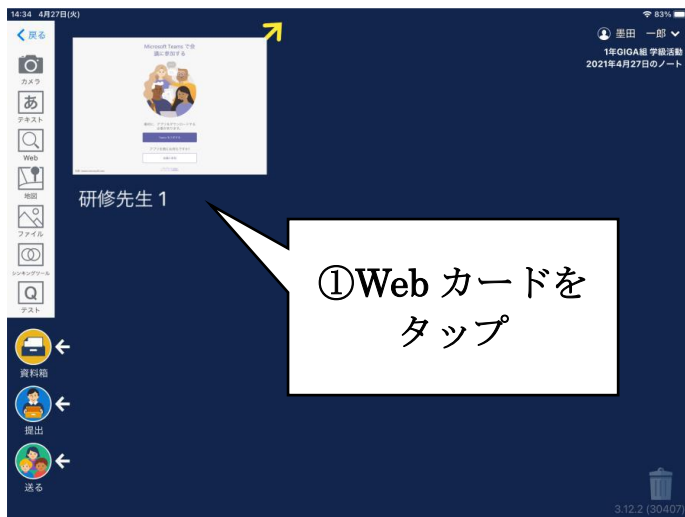 14:34 4月27日(火)
83%
戻る
墨田 一郎
1年GIGA組 学級活動
2021年4月27日のノート
カメラ
あ
テキスト
Web
地図
ファイル
シンキングツール
Q
テスト
Microsoft Teams で会
議に参加する
研修先生 1
①Web カードを
タップ
資料箱
提出
送る
3.12.2 (30407)